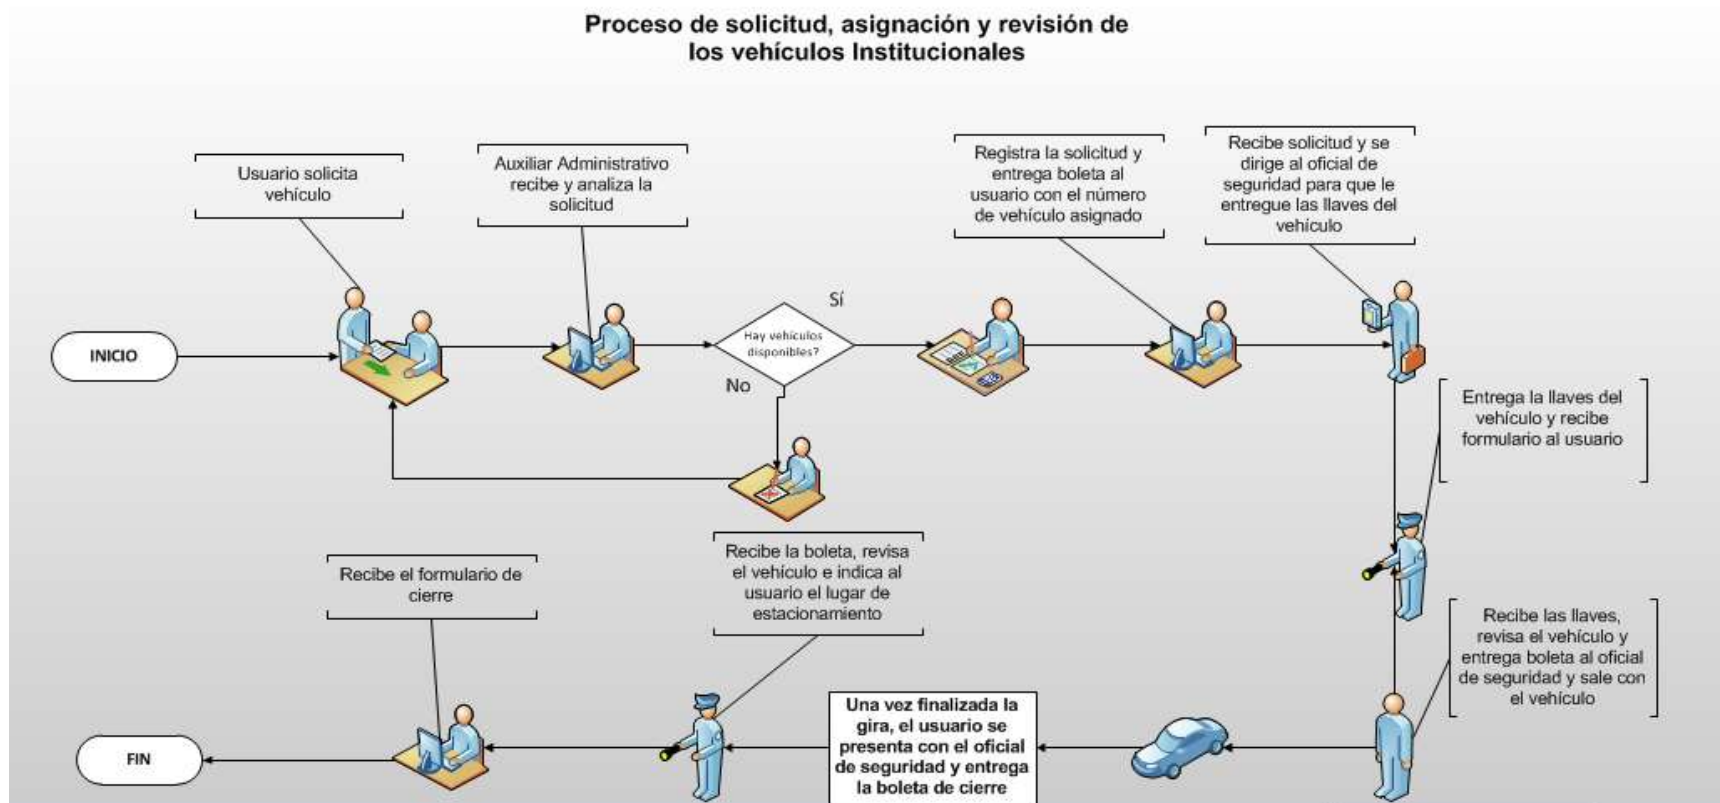 Proceso de solicitud, asignación y revisión de
los vehículos Institucionales
Usuario solicita
vehículo
Auxiliar Administrativo
recibe y analiza la
solicitud
Registra la solicitud y
entrega boleta al
usuario con el número
de vehículo asignado
Recibe solicitud y se
dirige al oficial de
seguridad para que le
entregue las llaves del
vehículo
INICIO
Hay vehículos
disponibles?
Sí
No
Entrega la llaves del
vehículo y recibe
formulario al usuario
Recibe las llaves,
revisa el vehículo y
entrega boleta al oficial
de seguridad y sale con
el vehículo
Una vez finalizada la
gira, el usuario se
presenta con el oficial
de seguridad y entrega
la boleta de cierre
Recibe la boleta, revisa
el vehículo e indica al
usuario el lugar de
estacionamiento
Recibe el formulario de
cierre
FIN